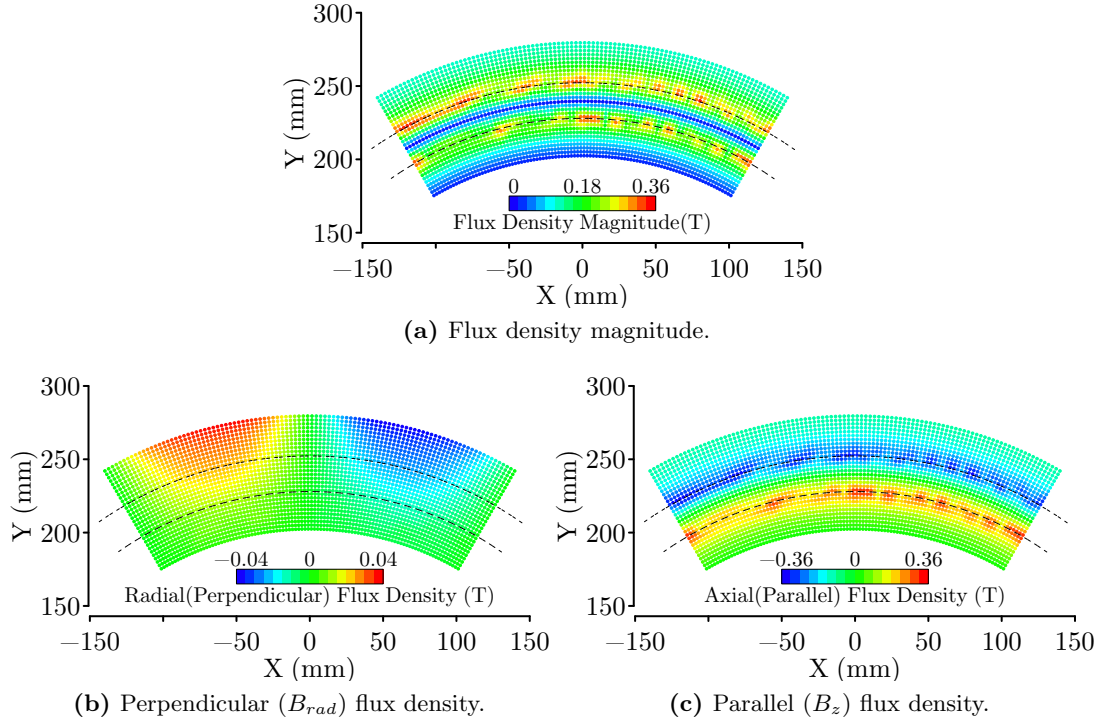 300
250
200
150
Y (mm)
0 0.18 0.36
Flux Density Magnitude(T)
−150 −50 0 50 100 150
X (mm)
(a) Flux density magnitude.
300
250
200
150
Y (mm)
−0.04 0 0.04
Radial(Perpendicular) Flux Density (T)
−150 −100 −50 0 50 100 150
X (mm)
(b) Perpendicular (B_rad) flux density.
300
250
200
150
Y (mm)
−0.36 0 0.36
Axial(Parallel) Flux Density (T)
−150 −100 −50 0 50 100 150
X (mm)
(c) Parallel (B_z) flux density.